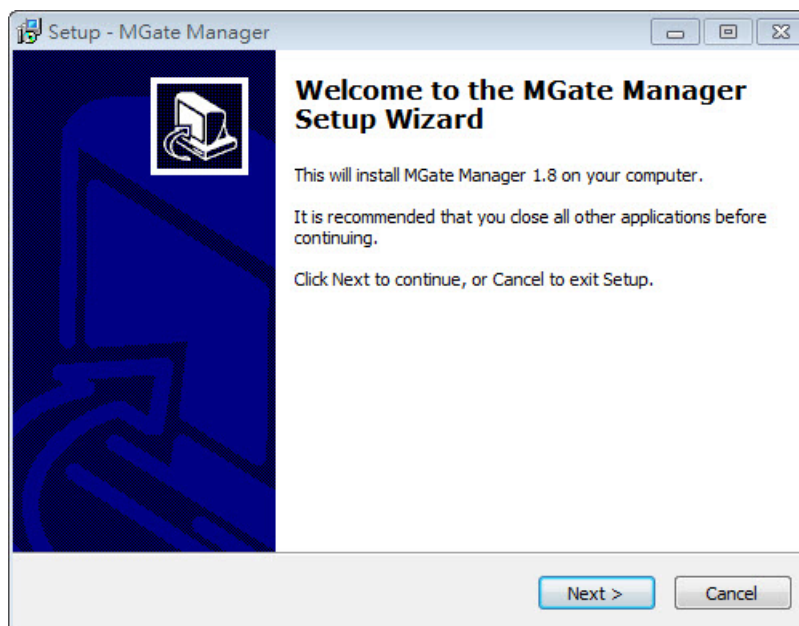 Setup - MGate Manager
Welcome to the MGate Manager
Setup Wizard
This will install MGate Manager 1.8 on your computer.
It is recommended that you close all other applications before
continuing.
Click Next to continue, or Cancel to exit Setup.
Next >
Cancel